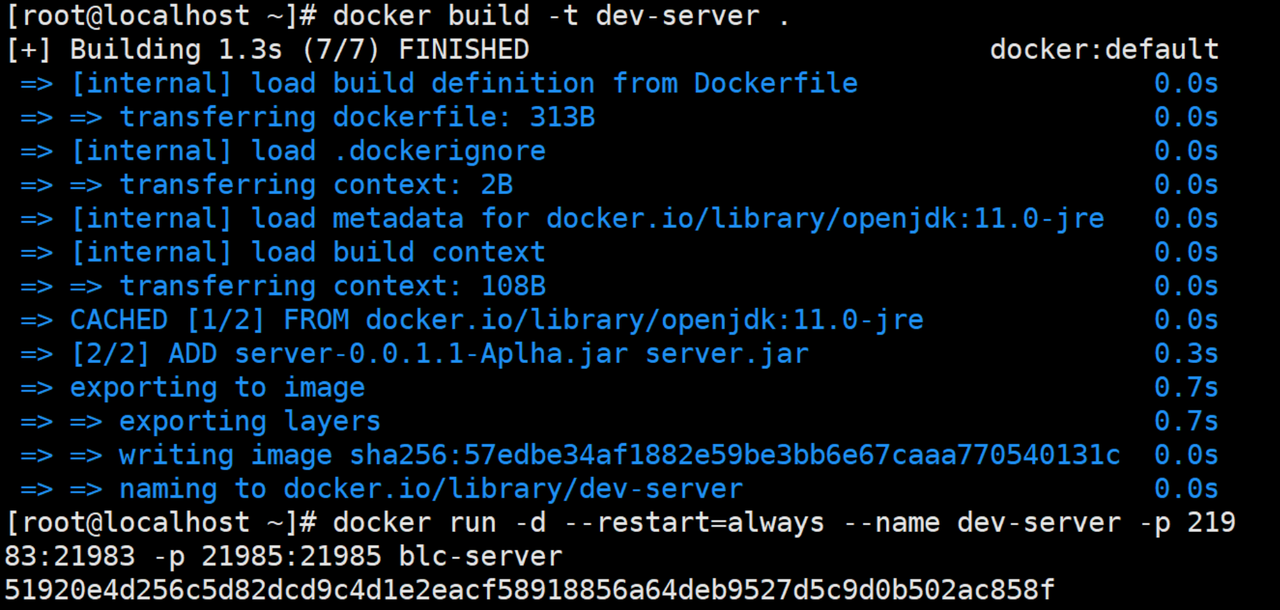 [root@localhost ~]# docker build -t dev-server .
[+] Building 1.3s (7/7) FINISHED docker:default
=> [internal] load build definition from Dockerfile 0.0s
=> => transferring dockerfile: 313B 0.0s
=> [internal] load .dockerignore 0.0s
=> => transferring context: 2B 0.0s
=> [internal] load metadata for docker.io/library/openjdk:11.0-jre 0.0s
=> [internal] load build context 0.0s
=> => transferring context: 108B 0.0s
=> CACHED [1/2] FROM docker.io/library/openjdk:11.0-jre 0.0s
=> [2/2] ADD server-0.0.1.1-Aplha.jar server.jar 0.3s
=> exporting to image 0.7s
=> => exporting layers 0.7s
=> => writing image sha256:57edbe34af1882e59be3bb6e67caaa770540131c 0.0s
=> => naming to docker.io/library/dev-server 0.0s
[root@localhost ~]# docker run -d --restart=always --name dev-server -p 219
83:21983 -p 21985:21985 blc-server
51920e4d256c5d82dcd9c4d1e2eacf58918856a64deb9527d5c9d0b502ac858f